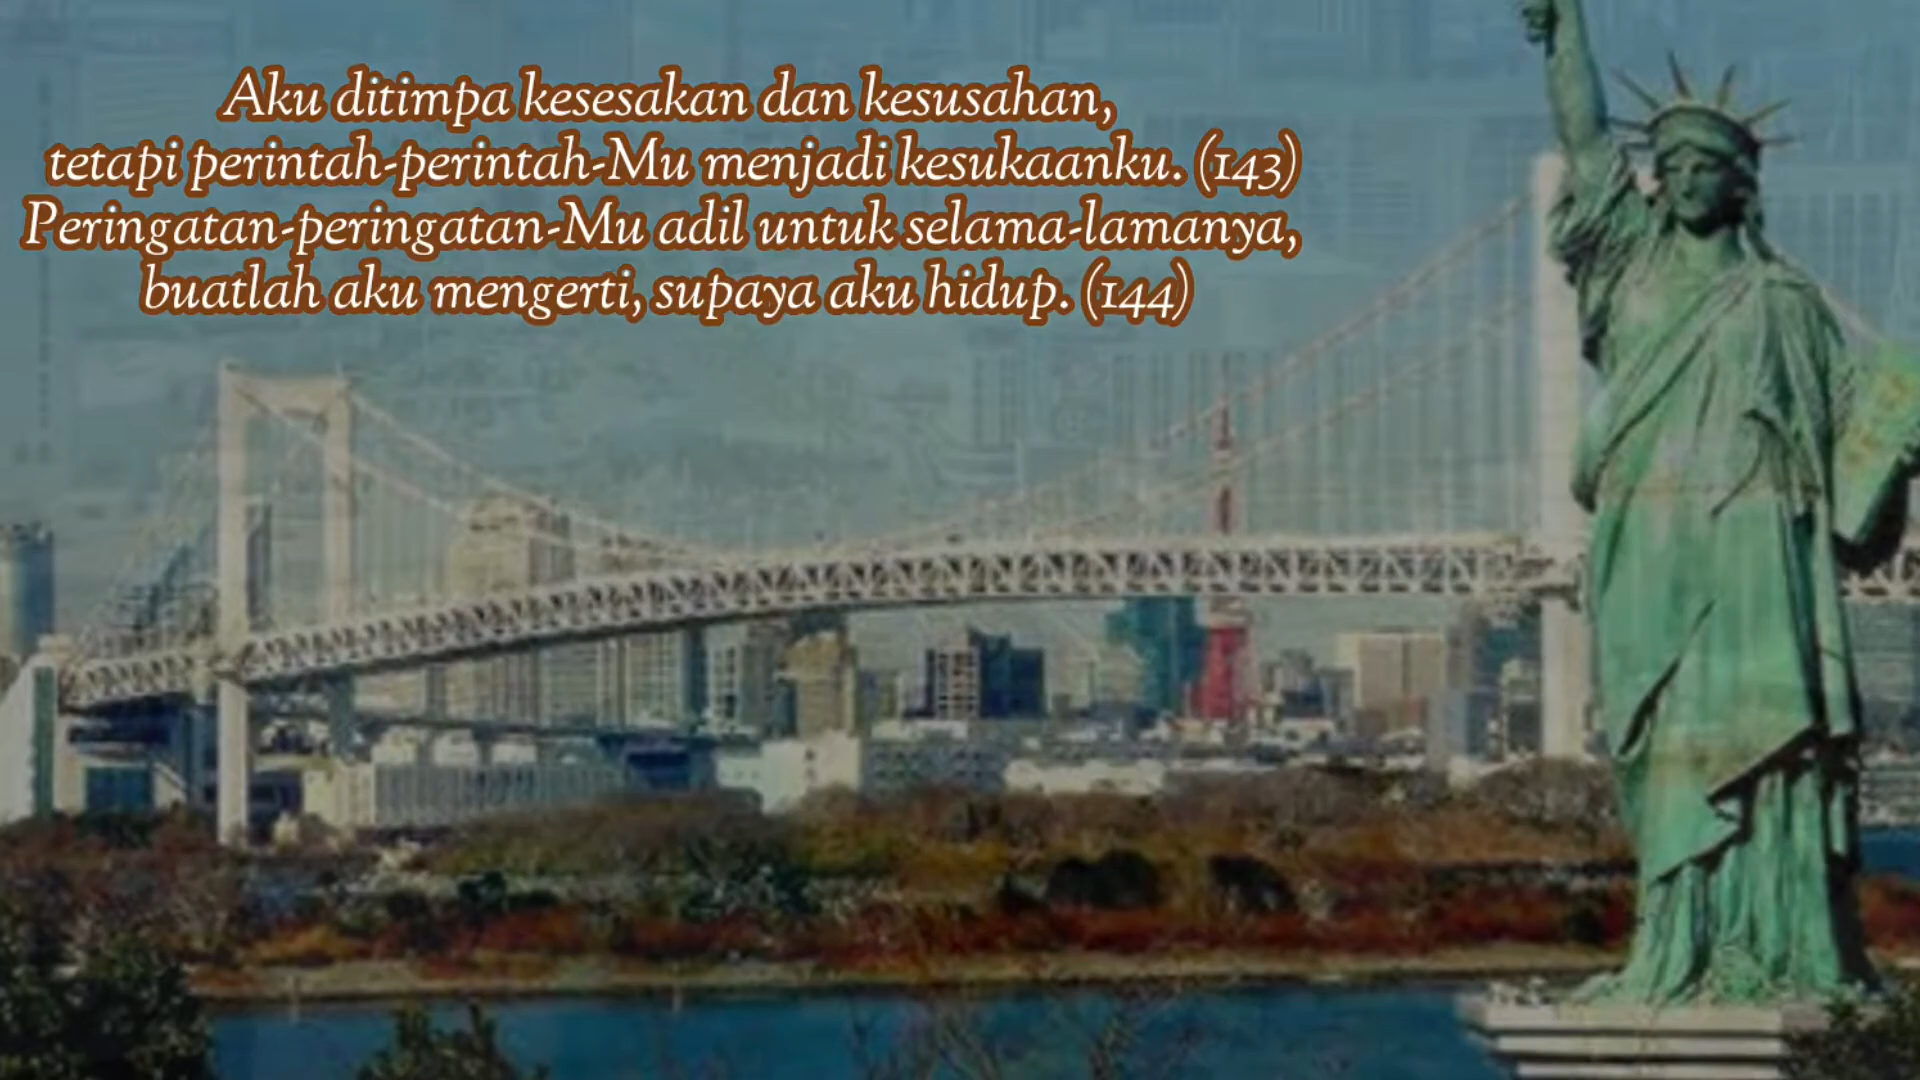 Aku ditimpa kesesakan dan kesusahan,
tetapi perintah-perintah-Mu menjadi kesukaanku. (143)
Peringatan-peringatan-Mu adil untuk selama-lamanya,
buatlah aku mengerti, supaya aku hidup. (144)